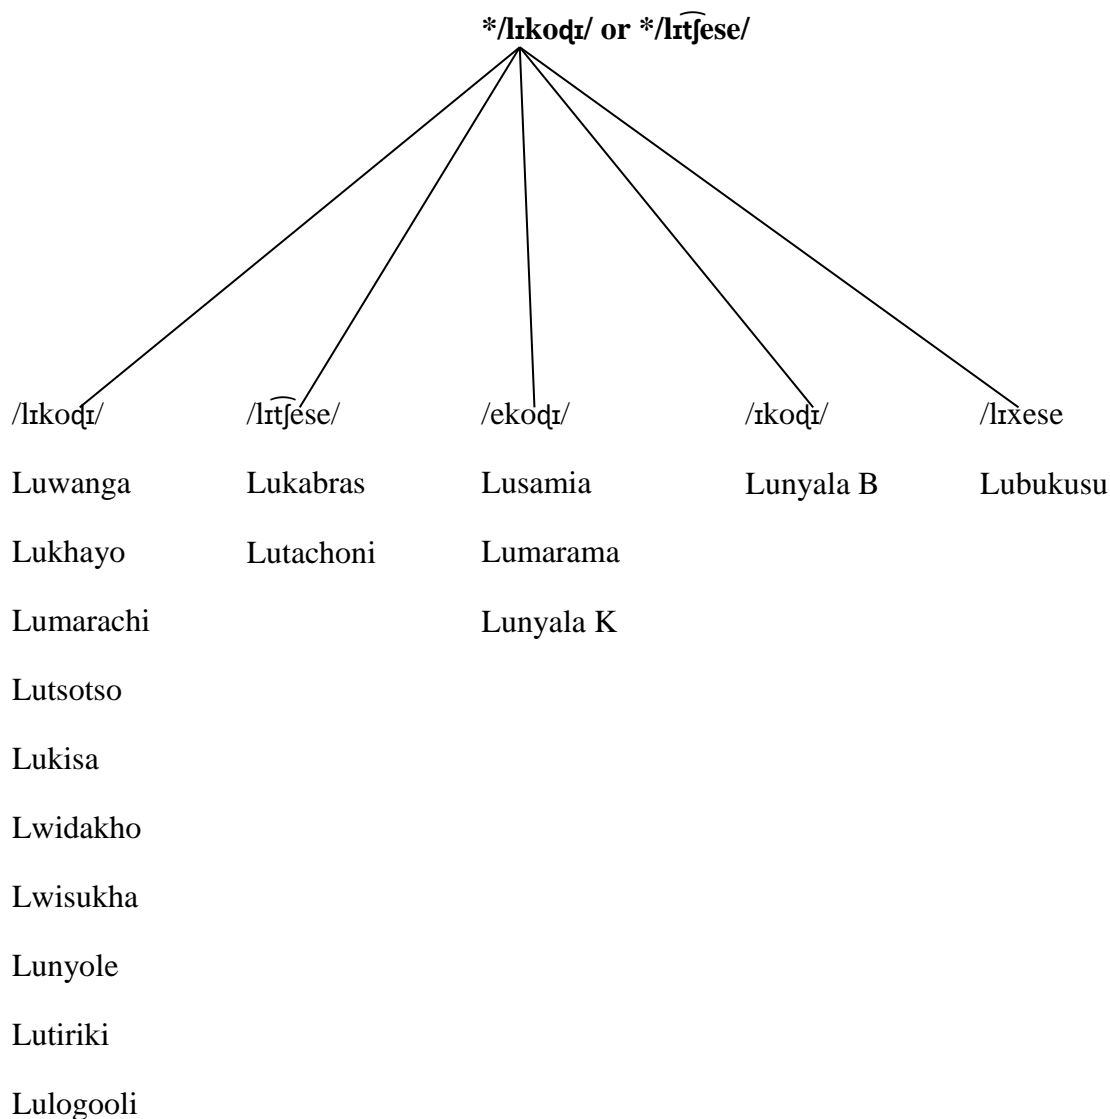 */lɪkoɖɪ/ or */lɪt͡ʃese/
/lɪkoɖɪ/ /lɪt͡ʃese/ /ekoɖɪ/ /ɪkoɖɪ/ /lɪxese
Luwanga Lukabras Lusamia Lunyala B Lubukusu
Lukhayo Lutachoni Lumarama
Lumarachi Lunyala K
Lutsotso
Lukisa
Lwidakho
Lwisukha
Lunyole
Lutiriki
Lulogooli